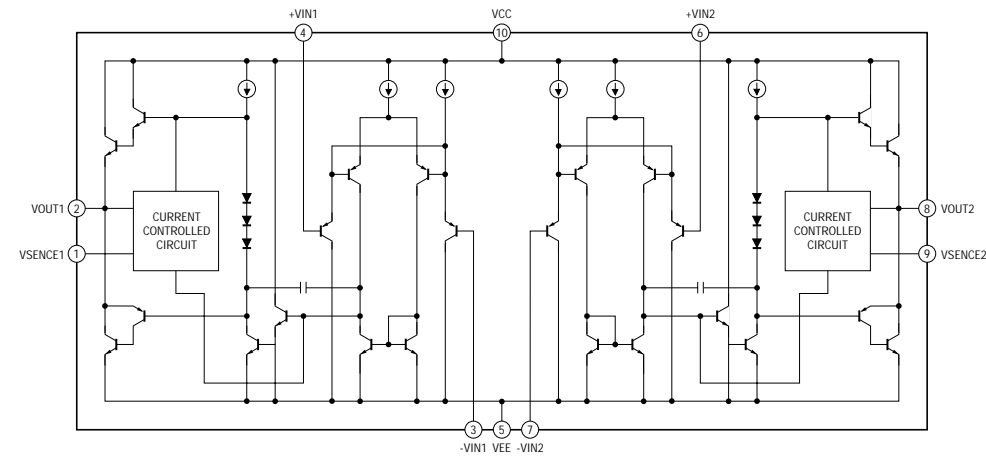 +VIN1 VCC +VIN2
4 10 6
VOUT1 2
8 VOUT2
CURRENT
CONTROLLED
CIRCUIT
CURRENT
CONTROLLED
CIRCUIT
VSENCE1 1
9 VSENCE2
3 5 7
-VIN1 VEE -VIN2